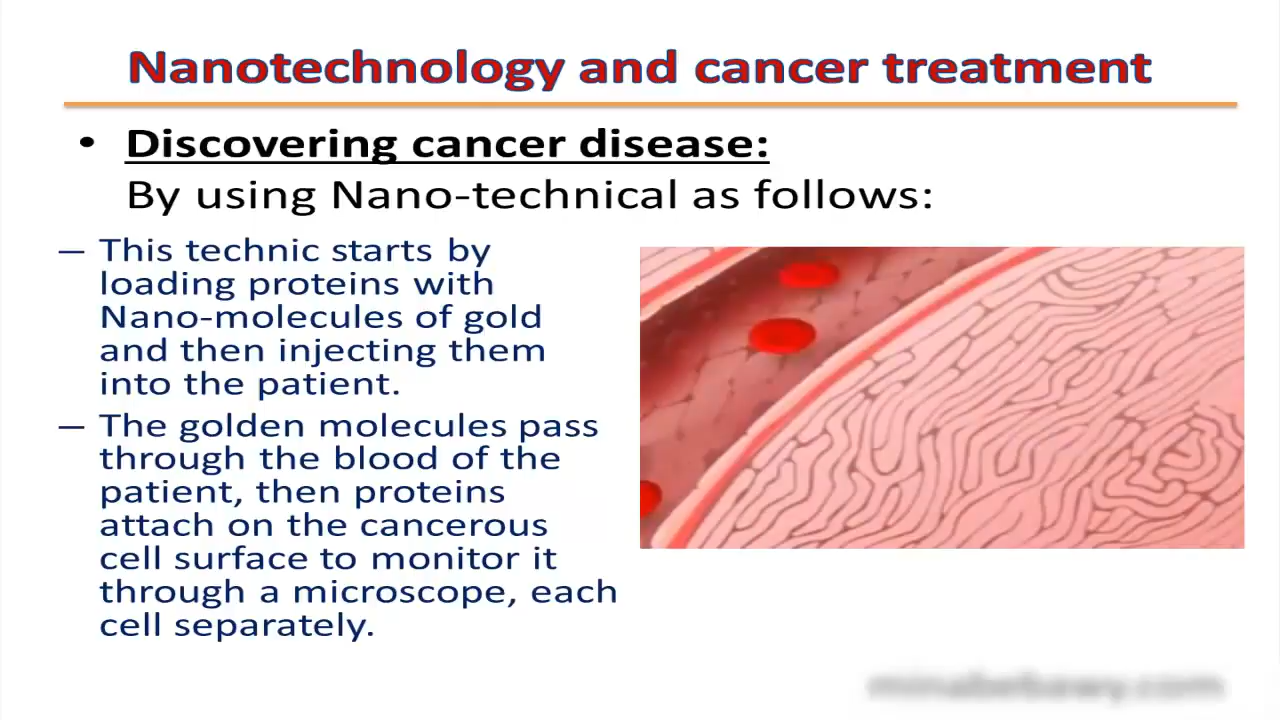 Nanotechnology and cancer treatment
• Discovering cancer disease:
By using Nano-technical as follows:
– This technic starts by
loading proteins with
Nano-molecules of gold
and then injecting them
into the patient.
– The golden molecules pass
through the blood of the
patient, then proteins
attach on the cancerous
cell surface to monitor it
through a microscope, each
cell separately.
minabebawy.com